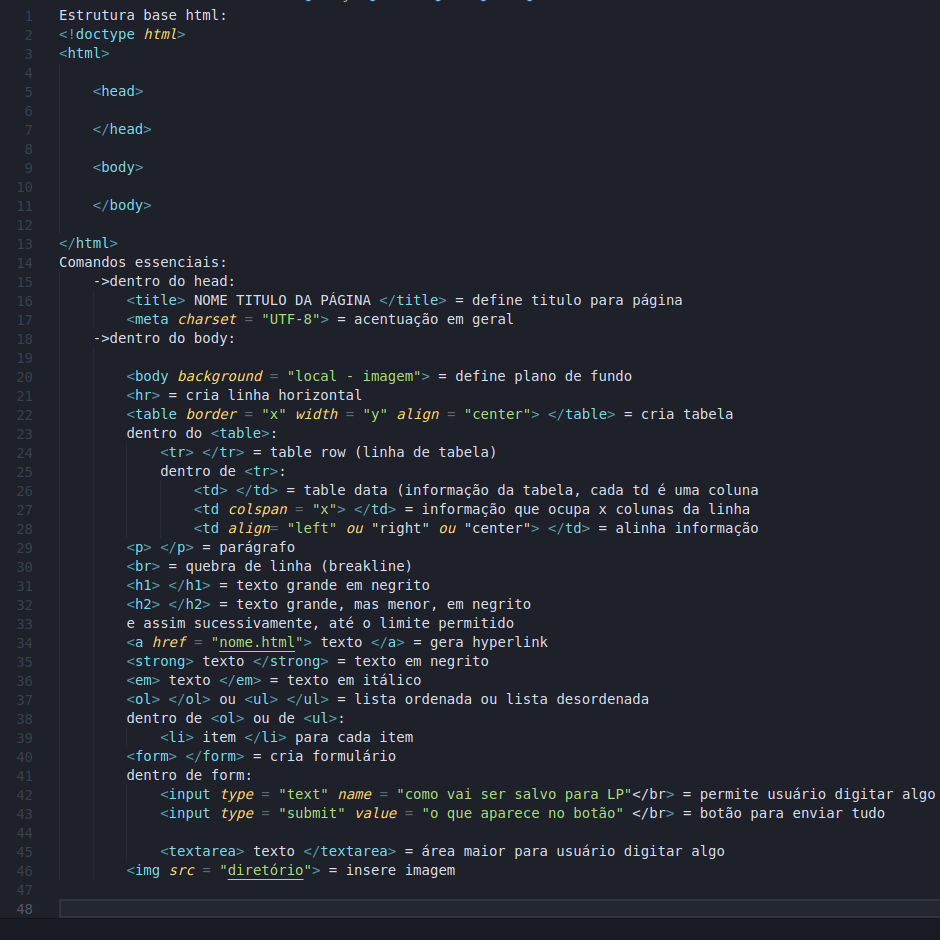 1 Estrutura base html:
2 <!doctype html>
3 <html>
4
5 <head>
6
7 </head>
8
9 <body>
10
11 </body>
12
13 </html>
14 Comandos essenciais:
15 ->dentro do head:
16 <title> NOME TITULO DA PÁGINA </title> = define titulo para página
17 <meta charset = "UTF-8"> = acentuação em geral
18 ->dentro do body:
19
20 <body background = "local - imagem"> = define plano de fundo
21 <hr> = cria linha horizontal
22 <table border = "x" width = "y" align = "center"> </table> = cria tabela
23 dentro do <table>:
24 <tr> </tr> = table row (linha de tabela)
25 dentro de <tr>:
26 <td> </td> = table data (informação da tabela, cada td é uma coluna
27 <td colspan = "x"> </td> = informação que ocupa x colunas da linha
28 <td align= "left" ou "right" ou "center"> </td> = alinha informação
29 <p> </p> = parágrafo
30 <br> = quebra de linha (breakline)
31 <h1> </h1> = texto grande em negrito
32 <h2> </h2> = texto grande, mas menor, em negrito
33 e assim sucessivamente, até o limite permitido
34 <a href = "nome.html"> texto </a> = gera hyperlink
35 <strong> texto </strong> = texto em negrito
36 <em> texto </em> = texto em itálico
37 <ol> </ol> ou <ul> </ul> = lista ordenada ou lista desordenada
38 dentro de <ol> ou de <ul>:
39 <li> item </li> para cada item
40 <form> </form> = cria formulário
41 dentro de form:
42 <input type = "text" name = "como vai ser salvo para LP"</br> = permite usuário digitar algo
43 <input type = "submit" value = "o que aparece no botão" </br> = botão para enviar tudo
44
45 <textarea> texto </textarea> = área maior para usuário digitar algo
46 <img src = "diretório"> = insere imagem
47
48